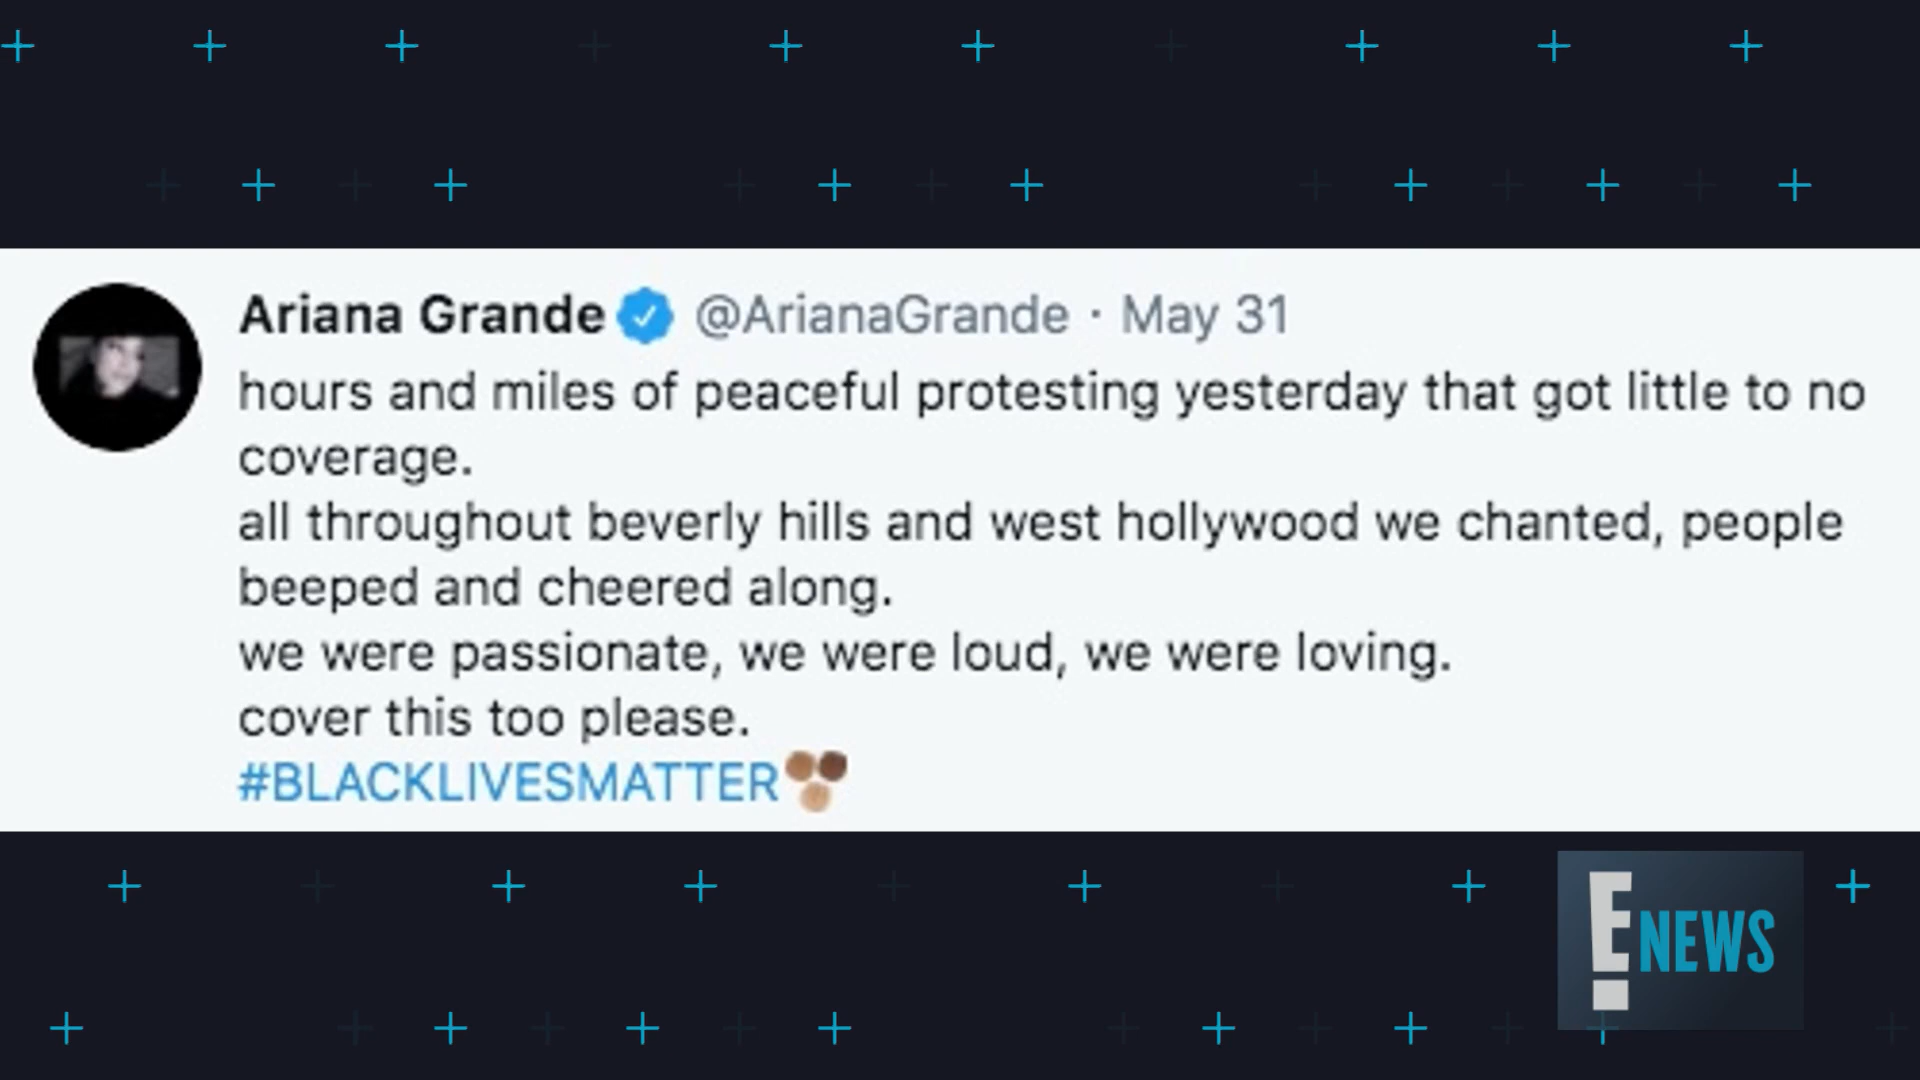 Ariana Grande @ArianaGrande · May 31
hours and miles of peaceful protesting yesterday that got little to no
coverage.
all throughout beverly hills and west hollywood we chanted, people
beeped and cheered along.
we were passionate, we were loud, we were loving.
cover this too please.
#BLACKLIVESMATTER
E! NEWS